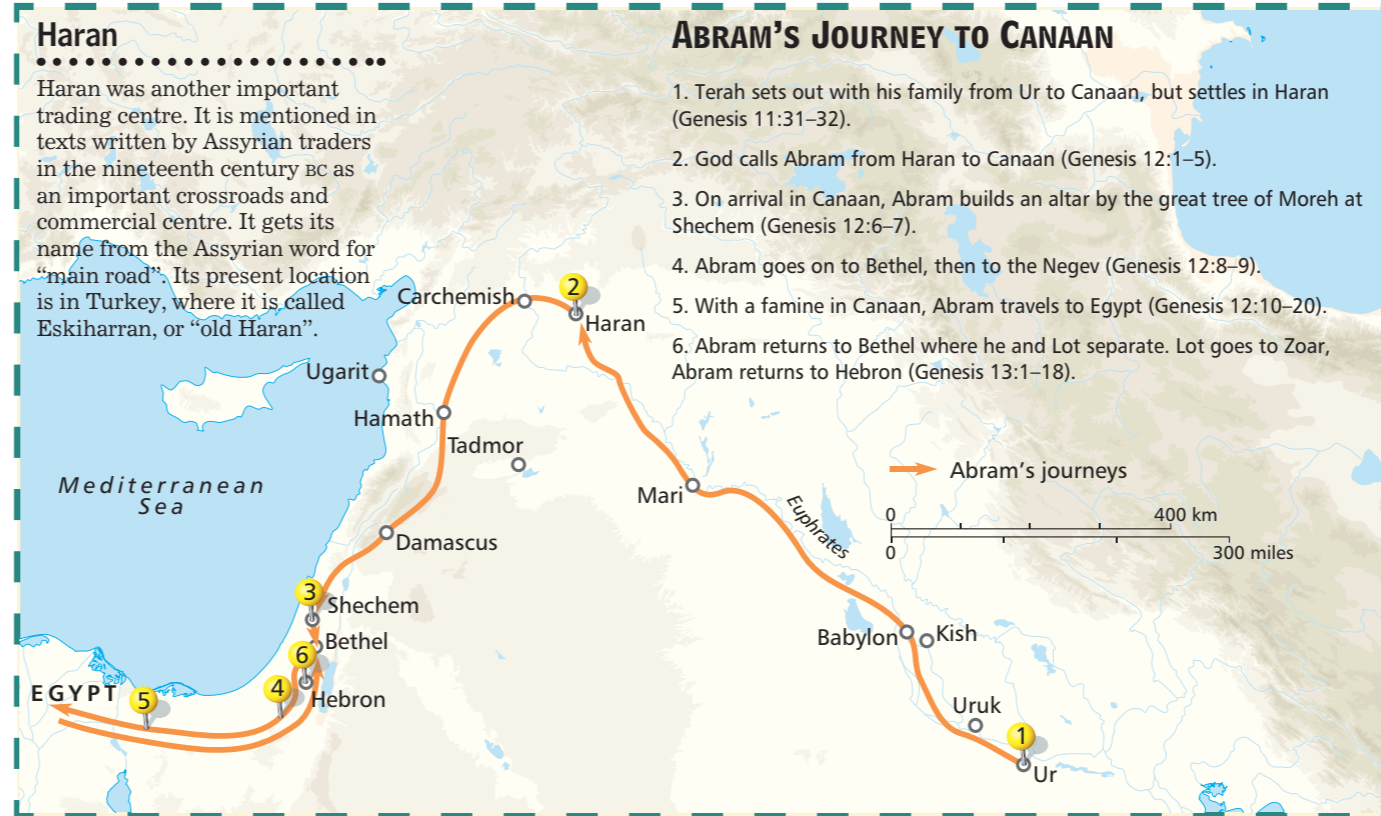 Haran
Haran was another important
trading centre. It is mentioned in
texts written by Assyrian traders
in the nineteenth century BC as
an important crossroads and
commercial centre. It gets its
name from the Assyrian word for
“main road”. Its present location
is in Turkey, where it is called
Eskiharran, or “old Haran”.
ABRAM’S JOURNEY TO CANAAN
1. Terah sets out with his family from Ur to Canaan, but settles in Haran
(Genesis 11:31–32).
2. God calls Abram from Haran to Canaan (Genesis 12:1–5).
3. On arrival in Canaan, Abram builds an altar by the great tree of Moreh at
Shechem (Genesis 12:6–7).
4. Abram goes on to Bethel, then to the Negev (Genesis 12:8–9).
5. With a famine in Canaan, Abram travels to Egypt (Genesis 12:10–20).
6. Abram returns to Bethel where he and Lot separate. Lot goes to Zoar,
Abram returns to Hebron (Genesis 13:1–18).
2
Carchemish
Haran
Ugarit
Hamath
Tadmor
Mediterranean
Sea
Mari
Euphrates
Abram’s journeys
0
400 km
0
300 miles
Damascus
3
Shechem
Bethel
6
Babylon
Kish
EGYPT
5
4
Hebron
Uruk
1
Ur